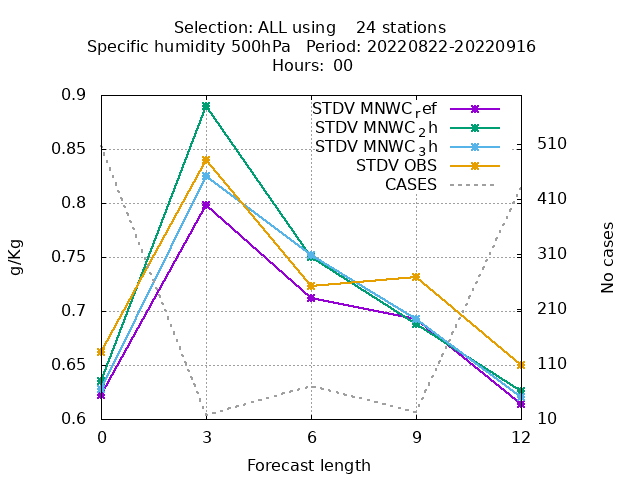 Selection: ALL using    24 stations
Specific humidity 500hPa   Period: 20220822-20220916
Hours:  00
STDV MNWC_ref
STDV MNWC_2h
STDV MNWC_3h
STDV OBS
CASES
0.9
0.85
0.8
0.75
0.7
0.65
0.6
g/Kg
510
410
310
210
110
10
No cases
0 3 6 9 12
Forecast length